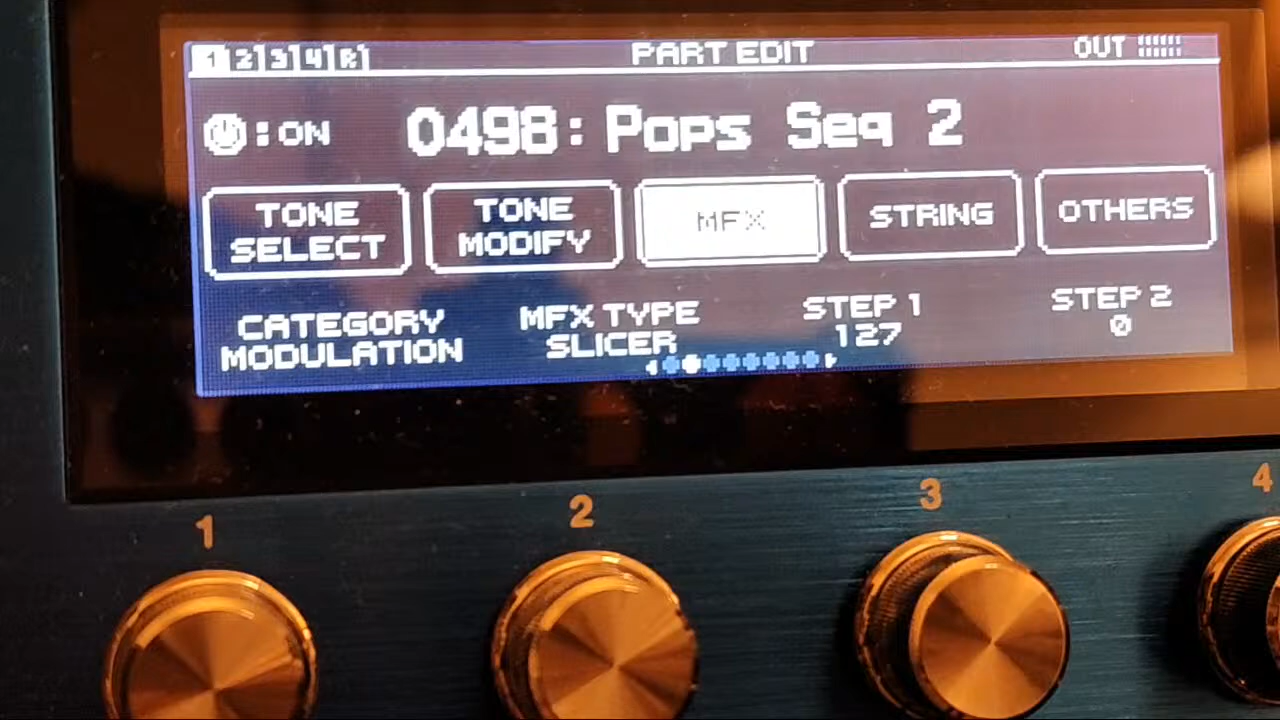 1 2 3 4 R PART EDIT OUT
: ON 0498: Pops Seq 2
TONE SELECT
TONE MODIFY
MFX
STRING
OTHERS
CATEGORY
MODULATION
MFX TYPE
SLICER
STEP 1
127
STEP 2
0
1 2 3 4